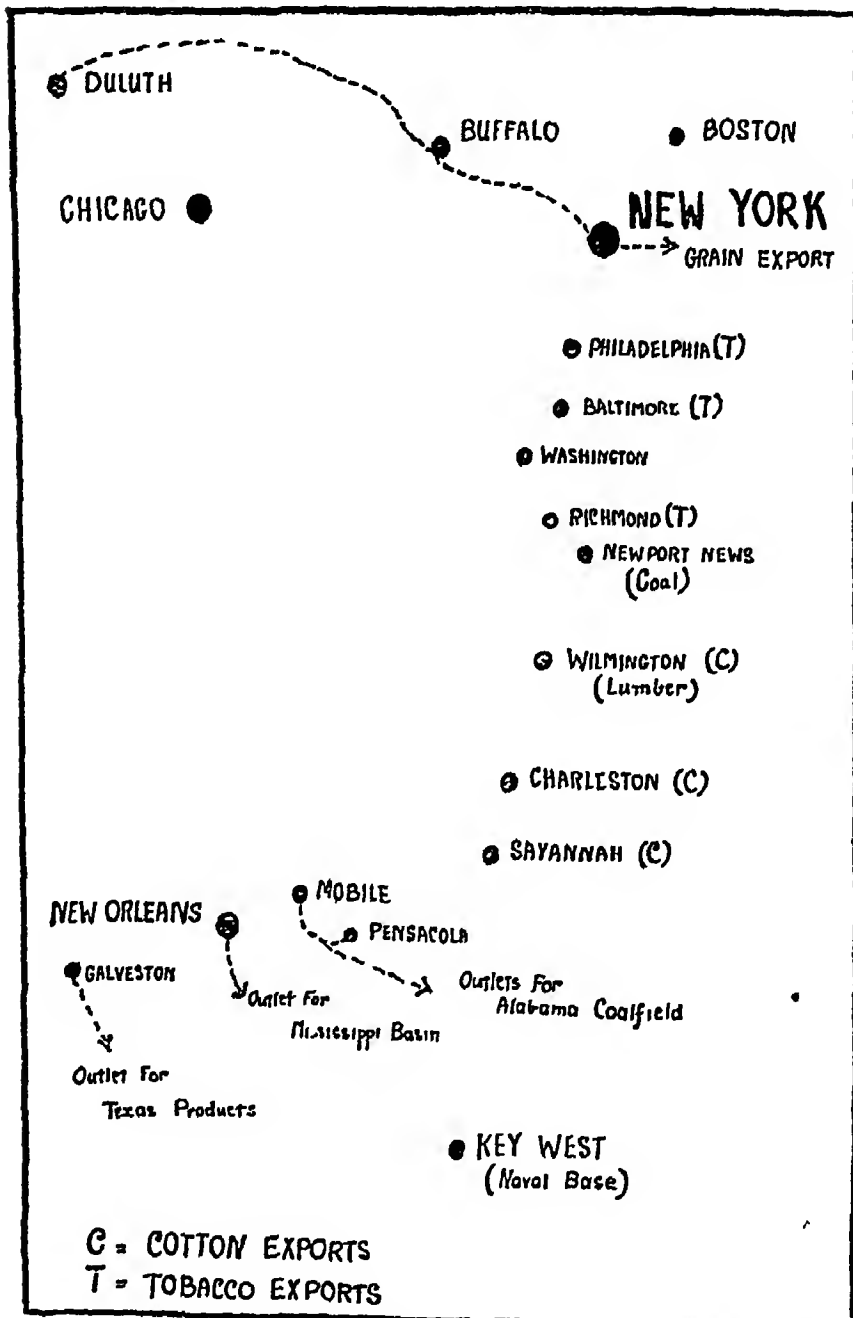 DULUTH
BUFFALO
BOSTON
CHICAGO
NEW YORK
GRAIN EXPORT
PHILADELPHIA (T)
BALTIMORE (T)
WASHINGTON
RICHMOND (T)
NEWPORT NEWS
(Coal)
WILMINGTON (C)
(Lumber)
CHARLESTON (C)
SAVANNAH (C)
MOBILE
NEW ORLEANS
PENSACOLA
GALVESTON
Outlets For
Alabama Coalfield
Outlet For
Mississippi Basin
Outlet For
Texas Products
KEY WEST
(Naval Base)
C = COTTON EXPORTS
T = TOBACCO EXPORTS